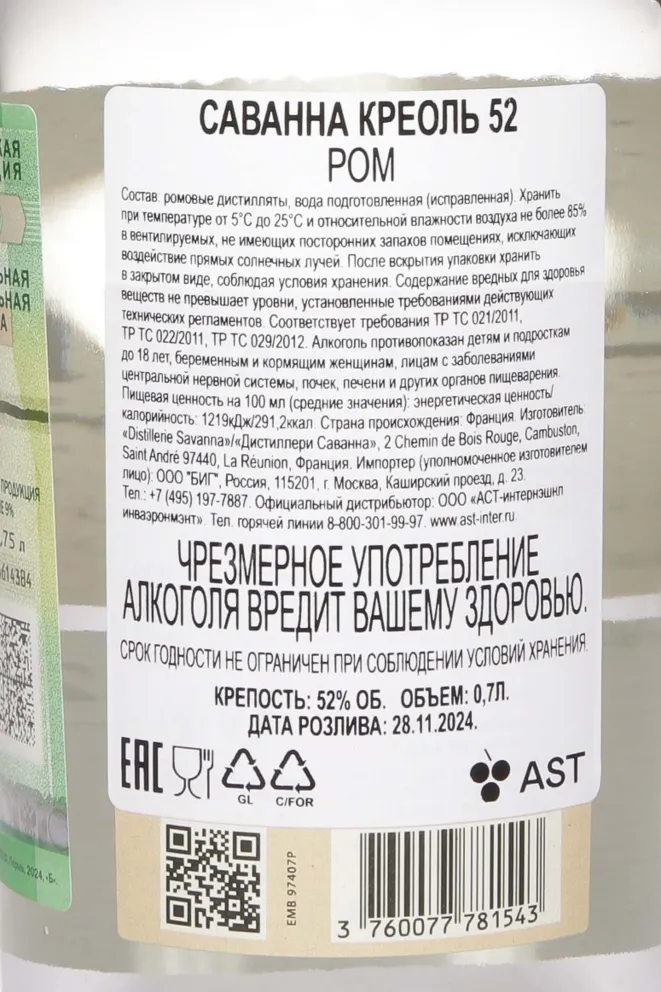 САВАННА КРЕОЛЬ 52
РОМ
Состав: ромовые дистилляты, вода подготовленная (исправленная). Хранить
при температуре от 5°С до 25°С и относительной влажности воздуха не более 85%
в вентилируемых, не имеющих посторонних запахов помещениях, исключающих
воздействие прямых солнечных лучей. После вскрытия упаковки хранить
в закрытом виде, соблюдая условия хранения. Содержание вредных для здоровья
веществ не превышает уровни, установленные требованиями действующих
технических регламентов. Соответствует требования ТР ТС 021/2011,
ТР ТС 022/2011, ТР ТС 029/2012. Алкоголь противопоказан детям и подросткам
до 18 лет, беременным и кормящим женщинам, лицам с заболеваниями
центральной нервной системы, почек, печени и других органов пищеварения.
Пищевая ценность на 100 мл (средние значения): энергетическая ценность/
калорийность: 1219кДж/291,2ккал. Страна происхождения: Франция. Изготовитель:
«Distillerie Savanna»/«Дистиллери Саванна», 2 Chemin de Bois Rouge, Cambuston,
Saint André 97440, La Réunion, Франция. Импортер (уполномоченное изготовителем
лицо): ООО "БИГ", Россия, 115201, г. Москва, Каширский проезд, д. 23.
Тел.: +7 (495) 197-7887. Официальный дистрибьютор: ООО «АСТ-интернэшнл
инваэронмэнт». Тел. горячей линии 8-800-301-99-97. www.ast-inter.ru
ЧРЕЗМЕРНОЕ УПОТРЕБЛЕНИЕ
АЛКОГОЛЯ ВРЕДИТ ВАШЕМУ ЗДОРОВЬЮ.
СРОК ГОДНОСТИ НЕ ОГРАНИЧЕН ПРИ СОБЛЮДЕНИИ УСЛОВИЙ ХРАНЕНИЯ.
КРЕПОСТЬ: 52% ОБ. ОБЪЕМ: 0,7Л.
ДАТА РОЗЛИВА: 28.11.2024.
EAC
GL
C/FOR
AST
EMB 97407P
3 760077 781543
ПРОДУКЦИЯ
,75 л